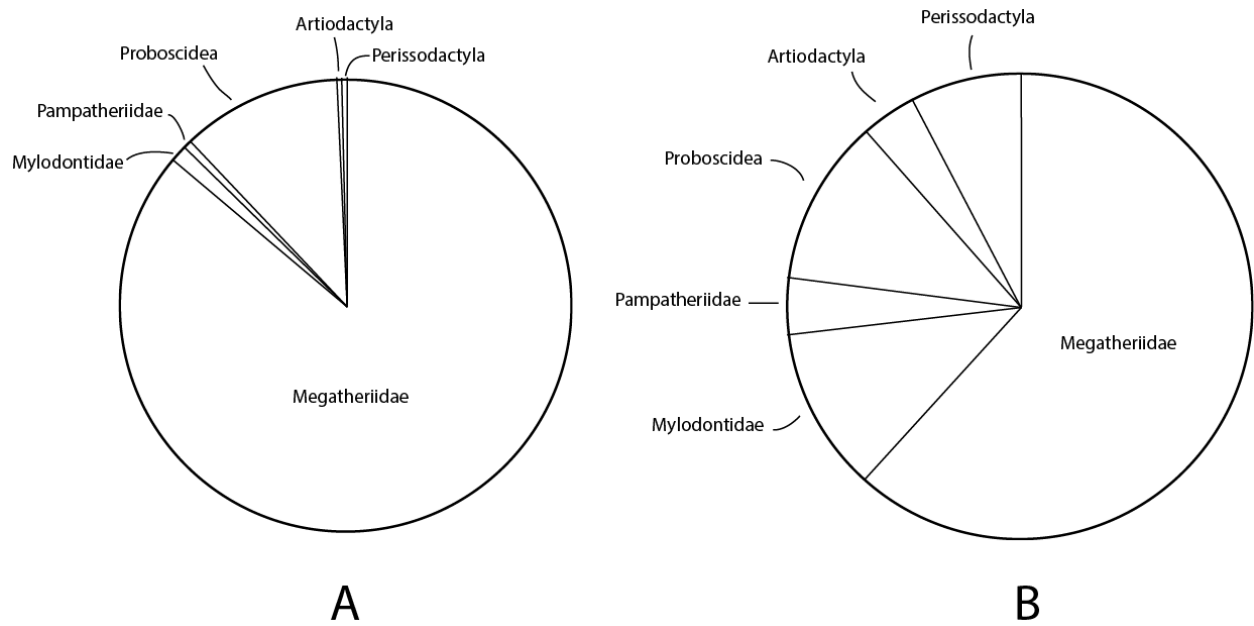 Artiodactyla
Perissodactyla
Proboscidea
Pampatheriidae
Mylodontidae
Megatheriidae
A
Perissodactyla
Artiodactyla
Proboscidea
Pampatheriidae
Megatheriidae
Mylodontidae
B